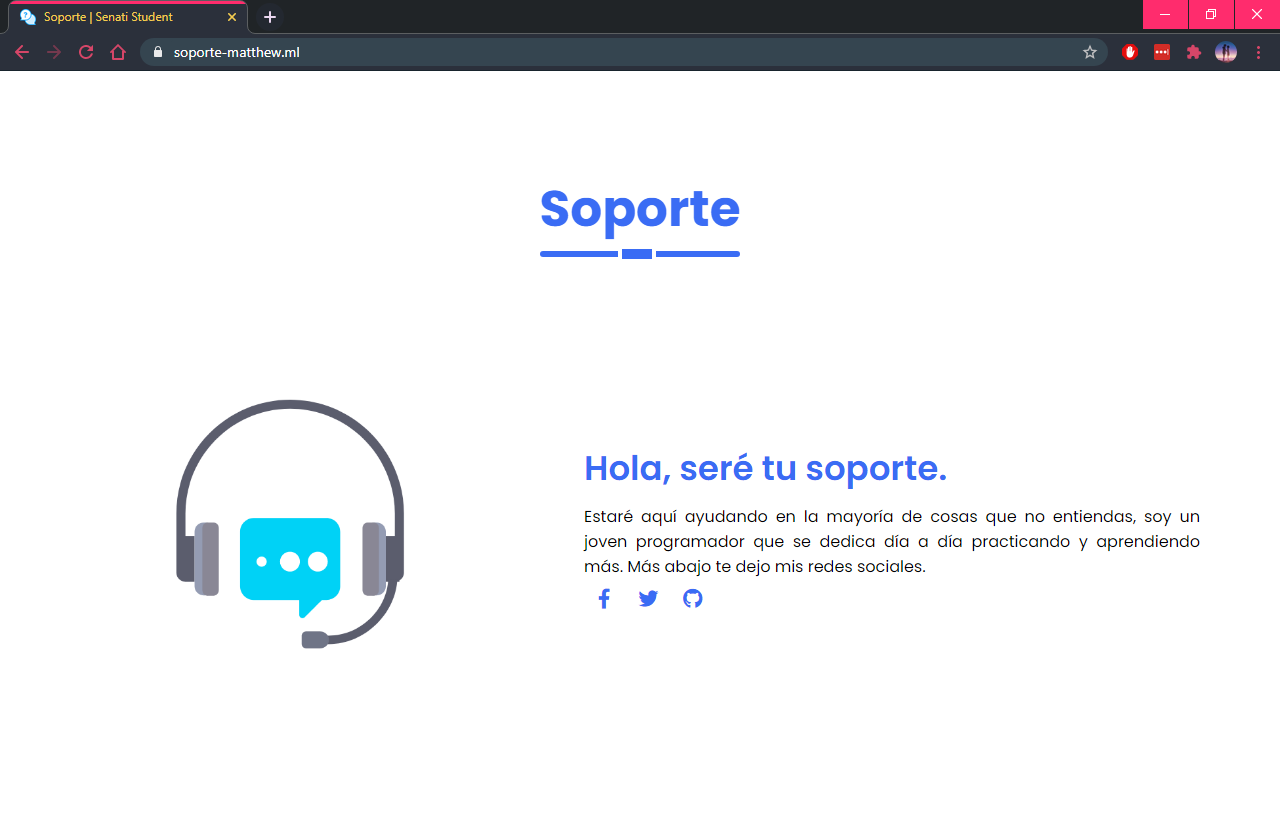 Soporte | Senati Student
soporte-matthew.ml
Soporte
Hola, seré tu soporte.
Estaré aquí ayudando en la mayoría de cosas que no entiendas, soy un
joven programador que se dedica día a día practicando y aprendiendo
más. Más abajo te dejo mis redes sociales.